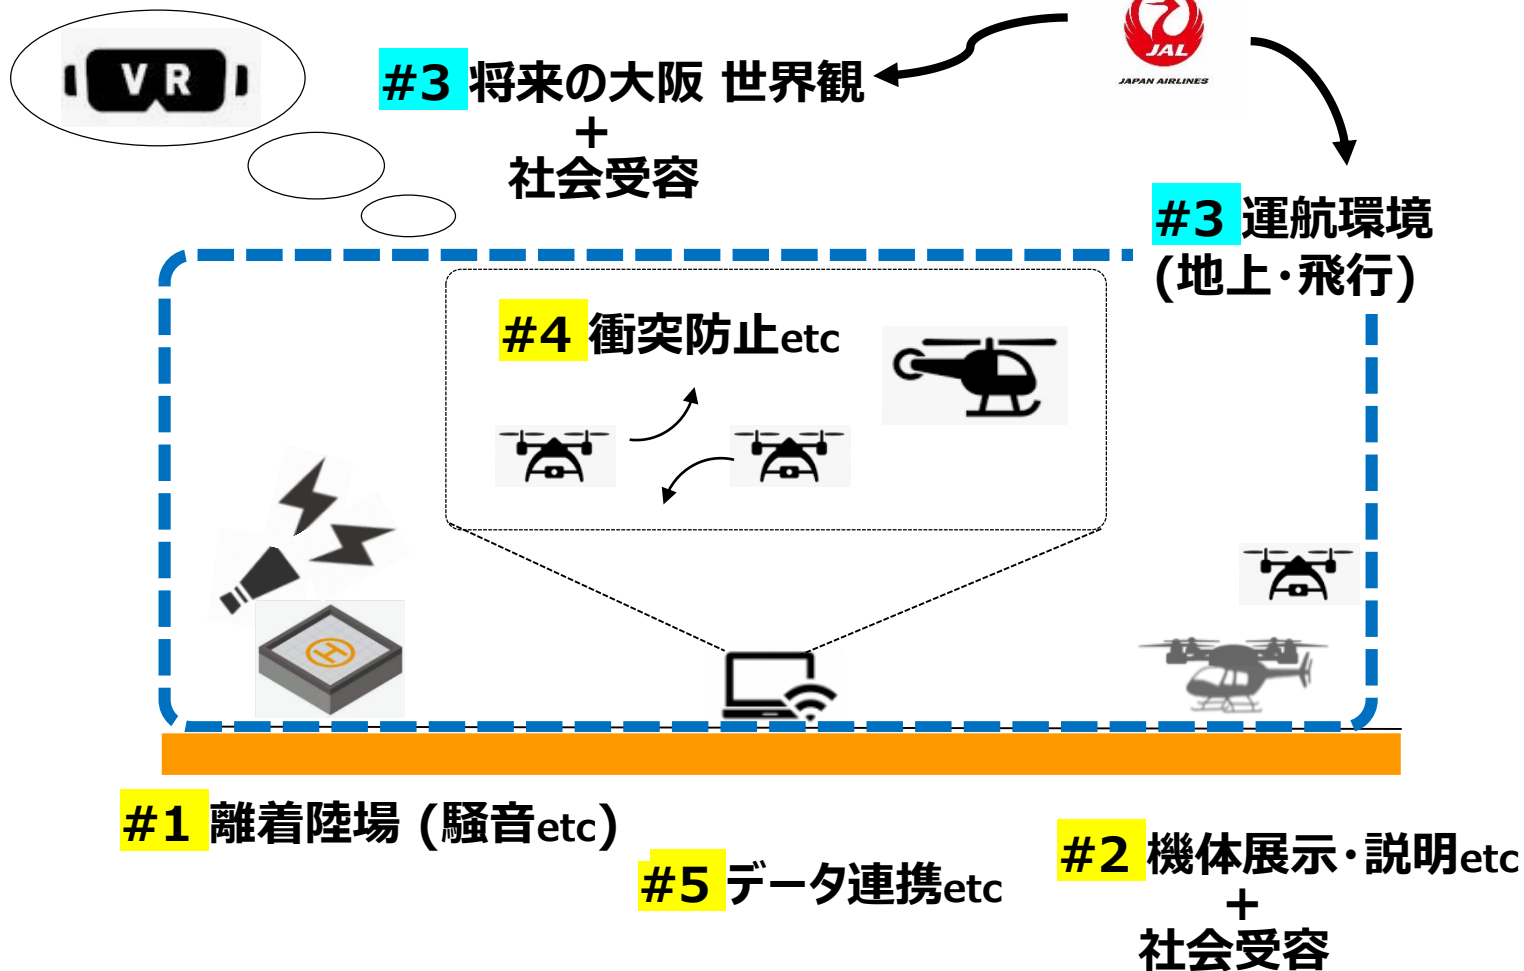 VR
JAL
JAPAN AIRLINES
#3 将来の大阪 世界観
+
社会受容
#3 運航環境
(地上・飛行)
#4 衝突防止etc
H
#1 離着陸場 (騒音etc)
#5 データ連携etc
#2 機体展示・説明etc
+
社会受容